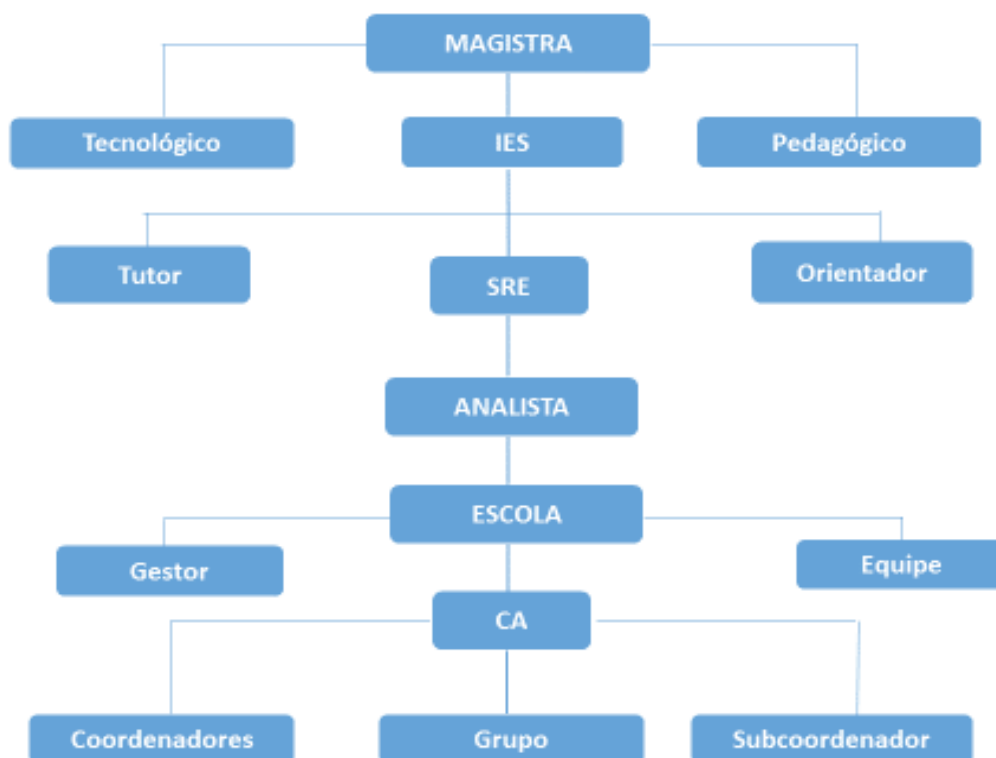 MAGISTRA
Tecnológico
IES
Pedagógico
Tutor
SRE
Orientador
ANALISTA
ESCOLA
Gestor
Equipe
CA
Coordenadores
Grupo
Subcoordenador